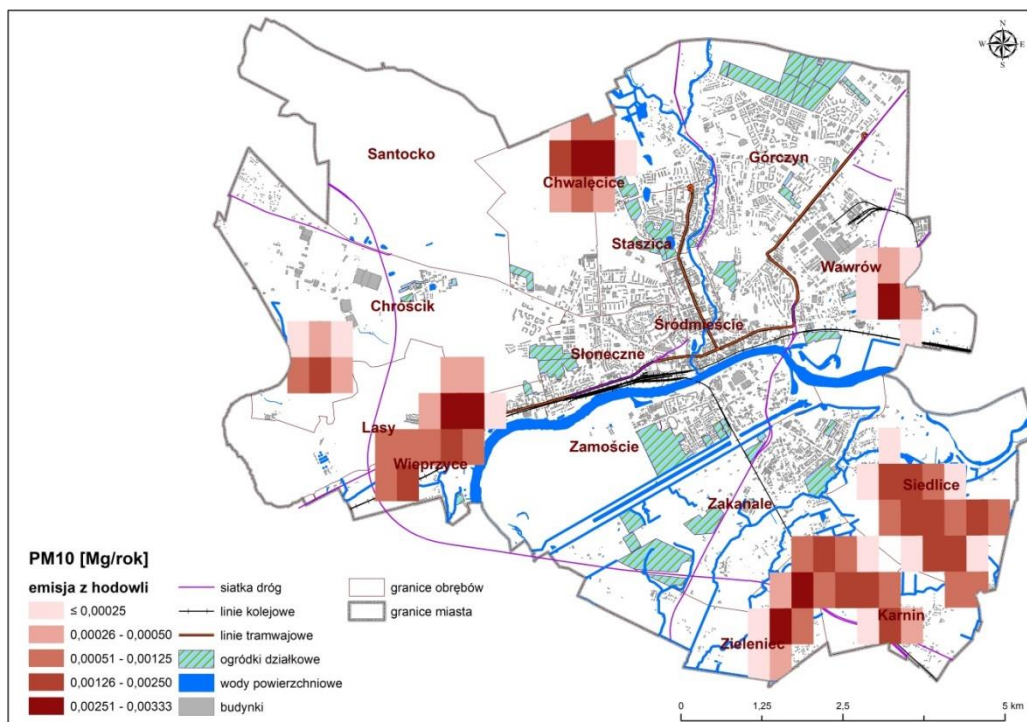 N
W E
S
Santocko
Chwalęcice
Górczyn
Staszica
Wawrów
Chróścik
Śródmieście
Słoneczne
Lasy
Zamoście
Wieprzyce
Siedlice
Zakanale
Karnin
Zieleniec
PM10 [Mg/rok]
emisja z hodowli
≤ 0,00025
0,00026 - 0,00050
0,00051 - 0,00125
0,00126 - 0,00250
0,00251 - 0,00333
siatka dróg
linie kolejowe
linie tramwajowe
ogródki działkowe
wody powierzchniowe
budynki
granice obrębów
granice miasta
0 1,25 2,5 5 km